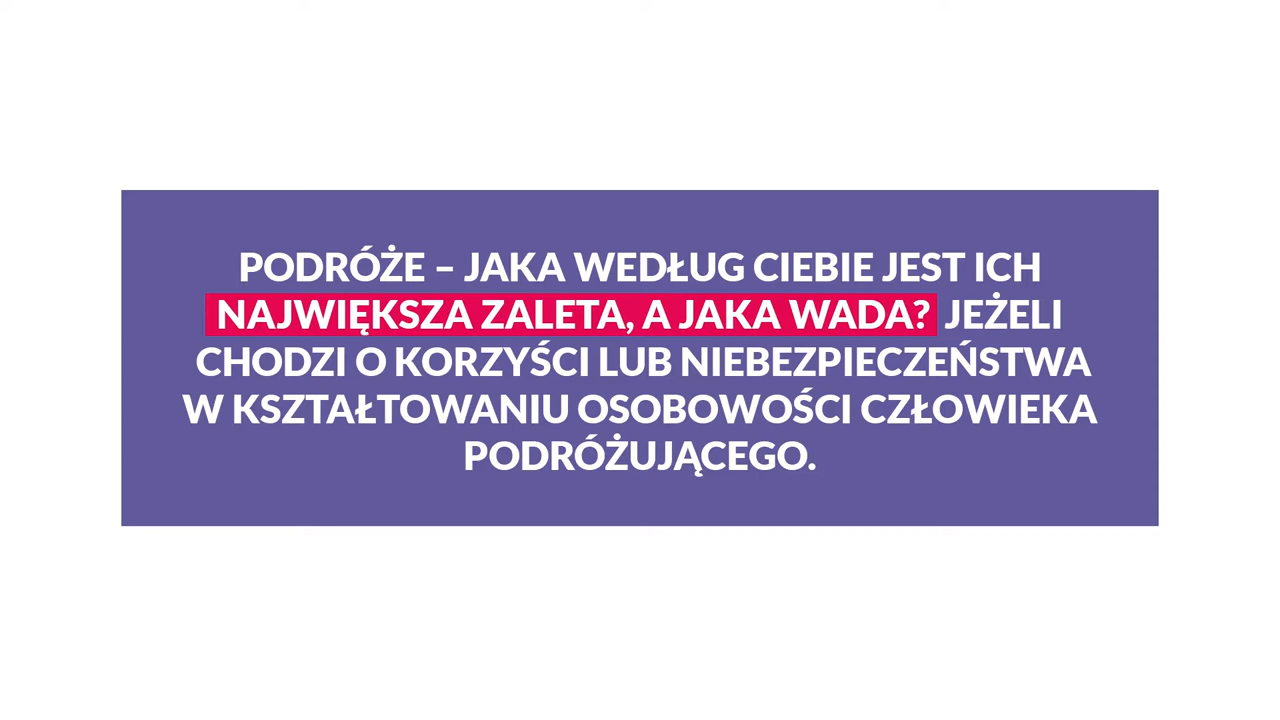 PODRÓŻE – JAKA WEDŁUG CIEBIE JEST ICH
NAJWIĘKSZA ZALETA, A JAKA WADA? JEŻELI
CHODZI O KORZYŚCI LUB NIEBEZPIECZEŃSTWA
W KSZTAŁTOWANIU OSOBOWOŚCI CZŁOWIEKA
PODRÓŻUJĄCEGO.